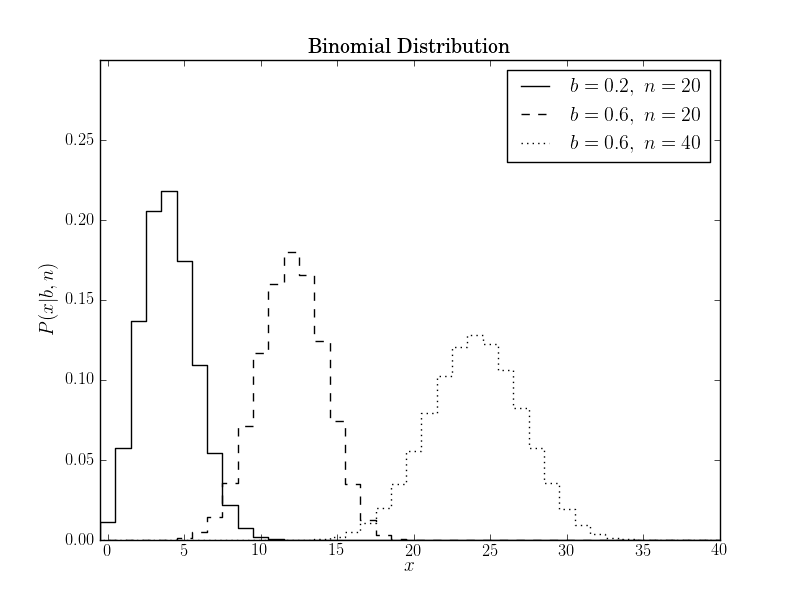 Binomial Distribution
b = 0.2, n = 20
b = 0.6, n = 20
b = 0.6, n = 40
0.25
0.20
0.15
0.10
0.05
0.00
P(x|b, n)
0 5 10 15 20 25 30 35 40
x